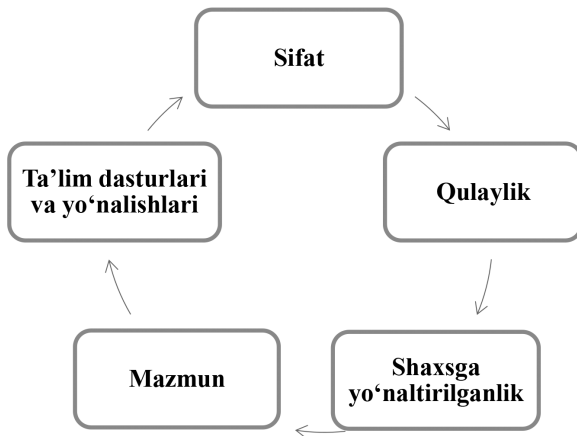 Sifat
Qulaylik
Shaxsga
yo‘naltirilganlik
Mazmun
Ta’lim dasturlari
va yo‘nalishlari